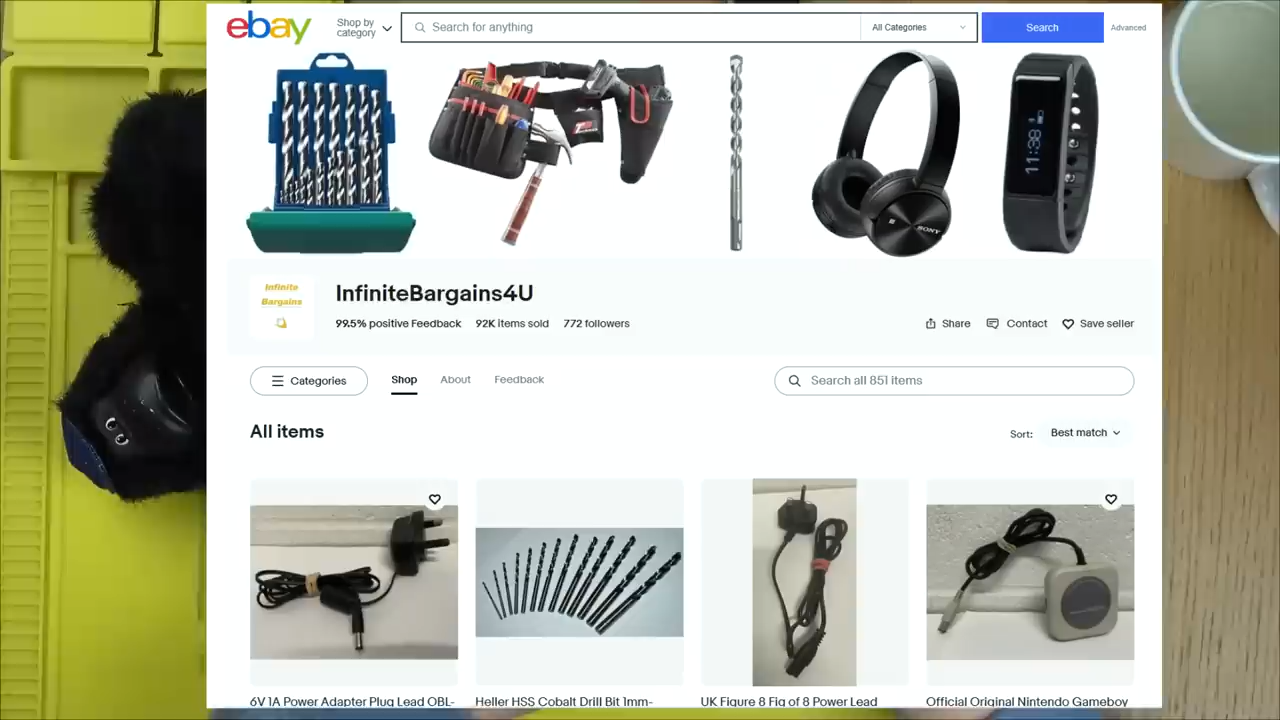 ebay
Shop by
category
Search for anything
All Categories
Search
Advanced
11:38
SONY
Infinite
Bargains
InfiniteBargains4U
99.5% positive Feedback 92K items sold 772 followers
Share
Contact
Save seller
Categories
Shop
About
Feedback
Search all 851 items
All items
Sort:
Best match
6V 1A Power Adapter Plug Lead OBL-
Heller HSS Cobalt Drill Bit 1mm-
UK Figure 8 Fig of 8 Power Lead
Official Original Nintendo Gameboy